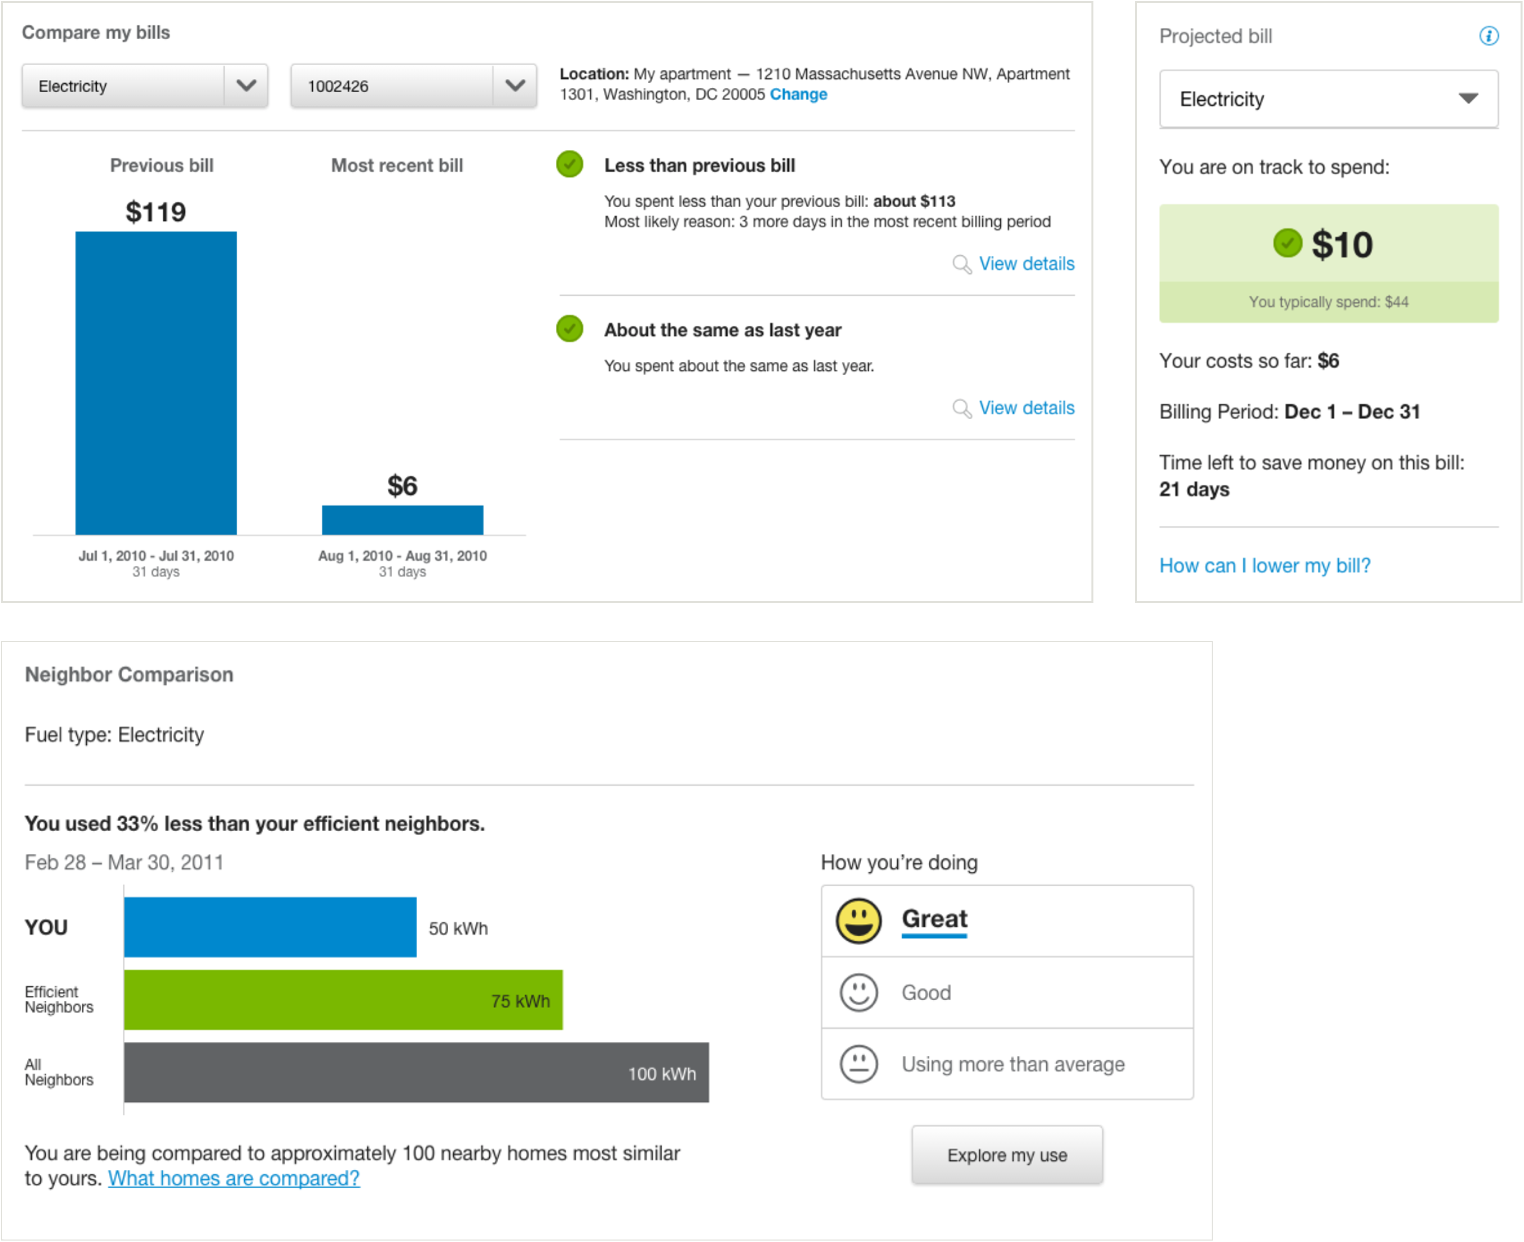 Compare my bills
Electricity
1002426
Location: My apartment — 1210 Massachusetts Avenue NW, Apartment
1301, Washington, DC 20005 Change
Previous bill
Most recent bill
$119
$6
Jul 1, 2010 - Jul 31, 2010
31 days
Aug 1, 2010 - Aug 31, 2010
31 days
Less than previous bill
You spent less than your previous bill: about $113
Most likely reason: 3 more days in the most recent billing period
View details
About the same as last year
You spent about the same as last year.
View details
Projected bill
Electricity
You are on track to spend:
$10
You typically spend: $44
Your costs so far: $6
Billing Period: Dec 1 – Dec 31
Time left to save money on this bill:
21 days
How can I lower my bill?
Neighbor Comparison
Fuel type: Electricity
You used 33% less than your efficient neighbors.
Feb 28 – Mar 30, 2011
YOU
50 kWh
Efficient
Neighbors
75 kWh
All
Neighbors
100 kWh
You are being compared to approximately 100 nearby homes most similar
to yours. What homes are compared?
How you’re doing
Great
Good
Using more than average
Explore my use